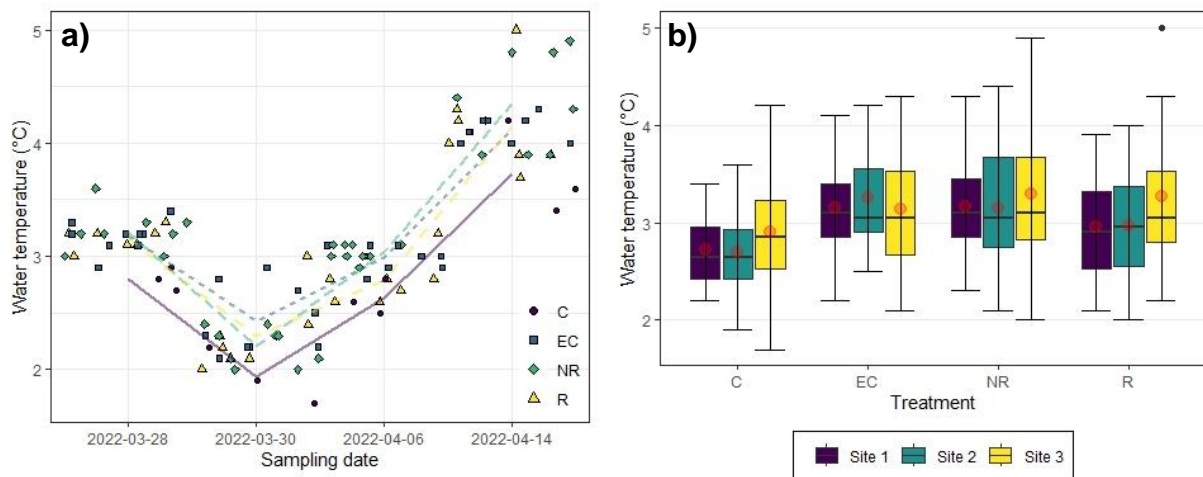 a)
Water temperature (°C)
5
4
3
2
2022-03-28 2022-03-30 2022-04-06 2022-04-14
Sampling date
C
EC
NR
R
b)
Water temperature (°C)
5
4
3
2
C EC NR R
Treatment
Site 1 Site 2 Site 3